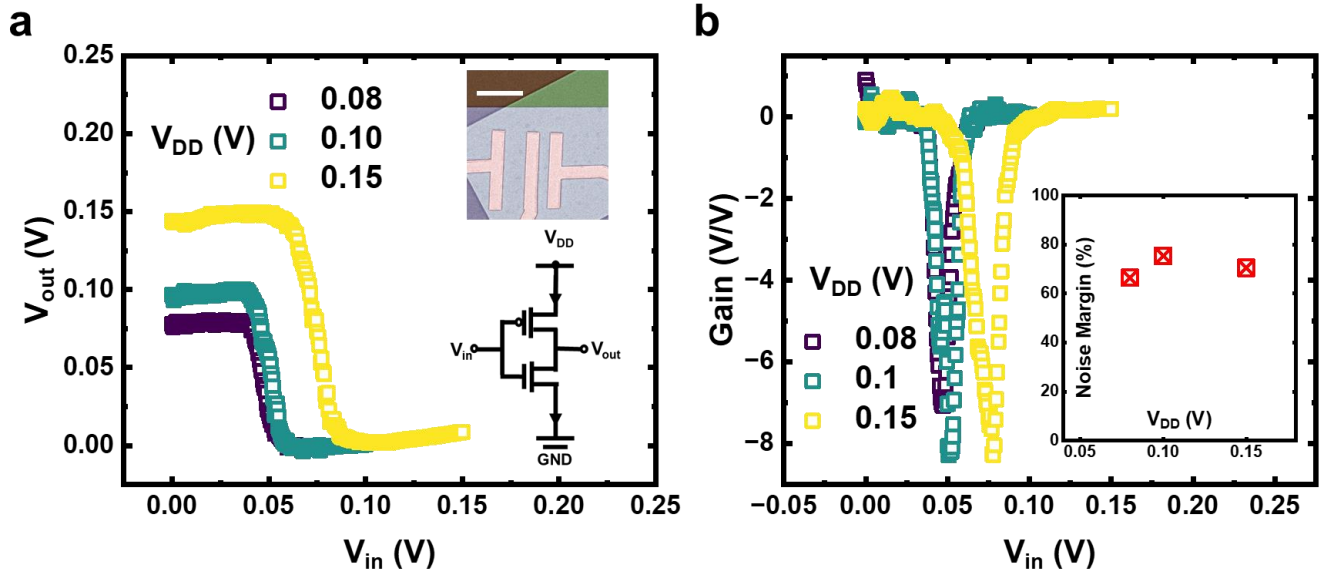 a
0.25
0.20
0.15
0.10
0.05
0.00
V_out (V)
V_DD (V)
0.08
0.10
0.15
V_DD
V_in
V_out
GND
0.00 0.05 0.10 0.15 0.20 0.25
V_in (V)
b
0
−2
−4
−6
−8
Gain (V/V)
V_DD (V)
0.08
0.1
0.15
100
80
60
40
20
0
Noise Margin (%)
V_DD (V)
0.05 0.10 0.15
−0.05 0.00 0.05 0.10 0.15 0.20 0.25
V_in (V)